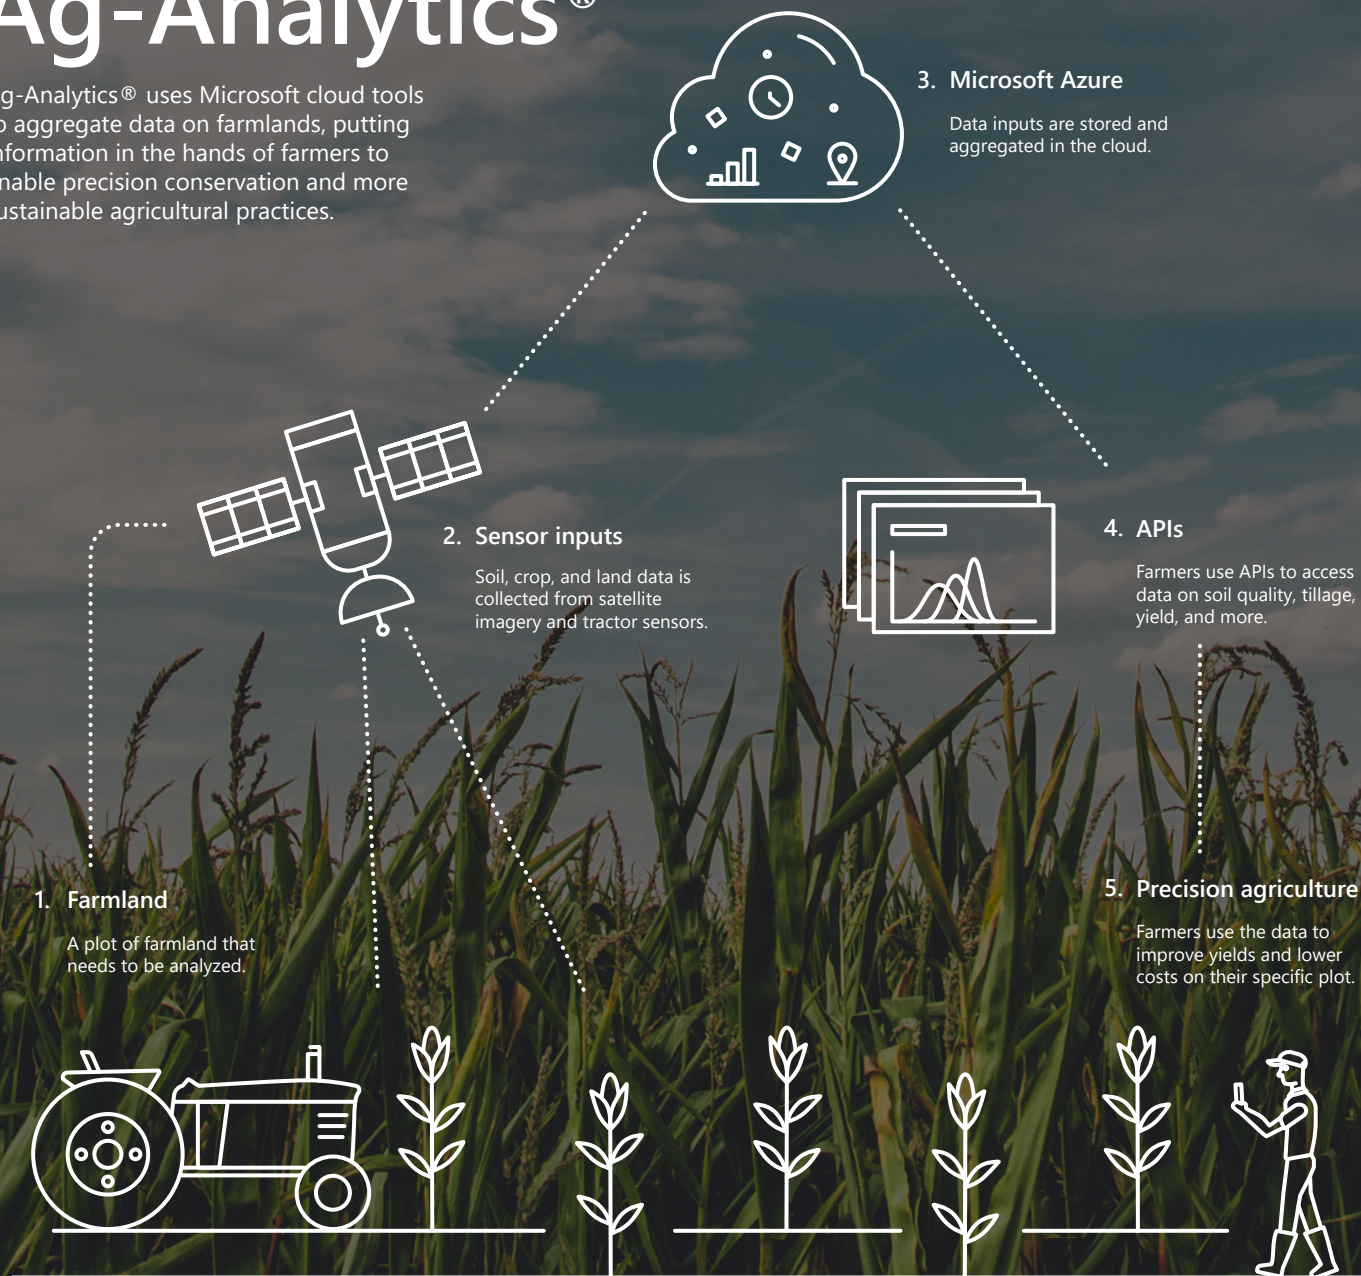 Ag-Analytics®
g-Analytics® uses Microsoft cloud tools
o aggregate data on farmlands, putting
nformation in the hands of farmers to
nable precision conservation and more
ustainable agricultural practices.
3. Microsoft Azure
Data inputs are stored and
aggregated in the cloud.
2. Sensor inputs
Soil, crop, and land data is
collected from satellite
imagery and tractor sensors.
4. APIs
Farmers use APIs to access
data on soil quality, tillage,
yield, and more.
1. Farmland
A plot of farmland that
needs to be analyzed.
5. Precision agriculture
Farmers use the data to
improve yields and lower
costs on their specific plot.